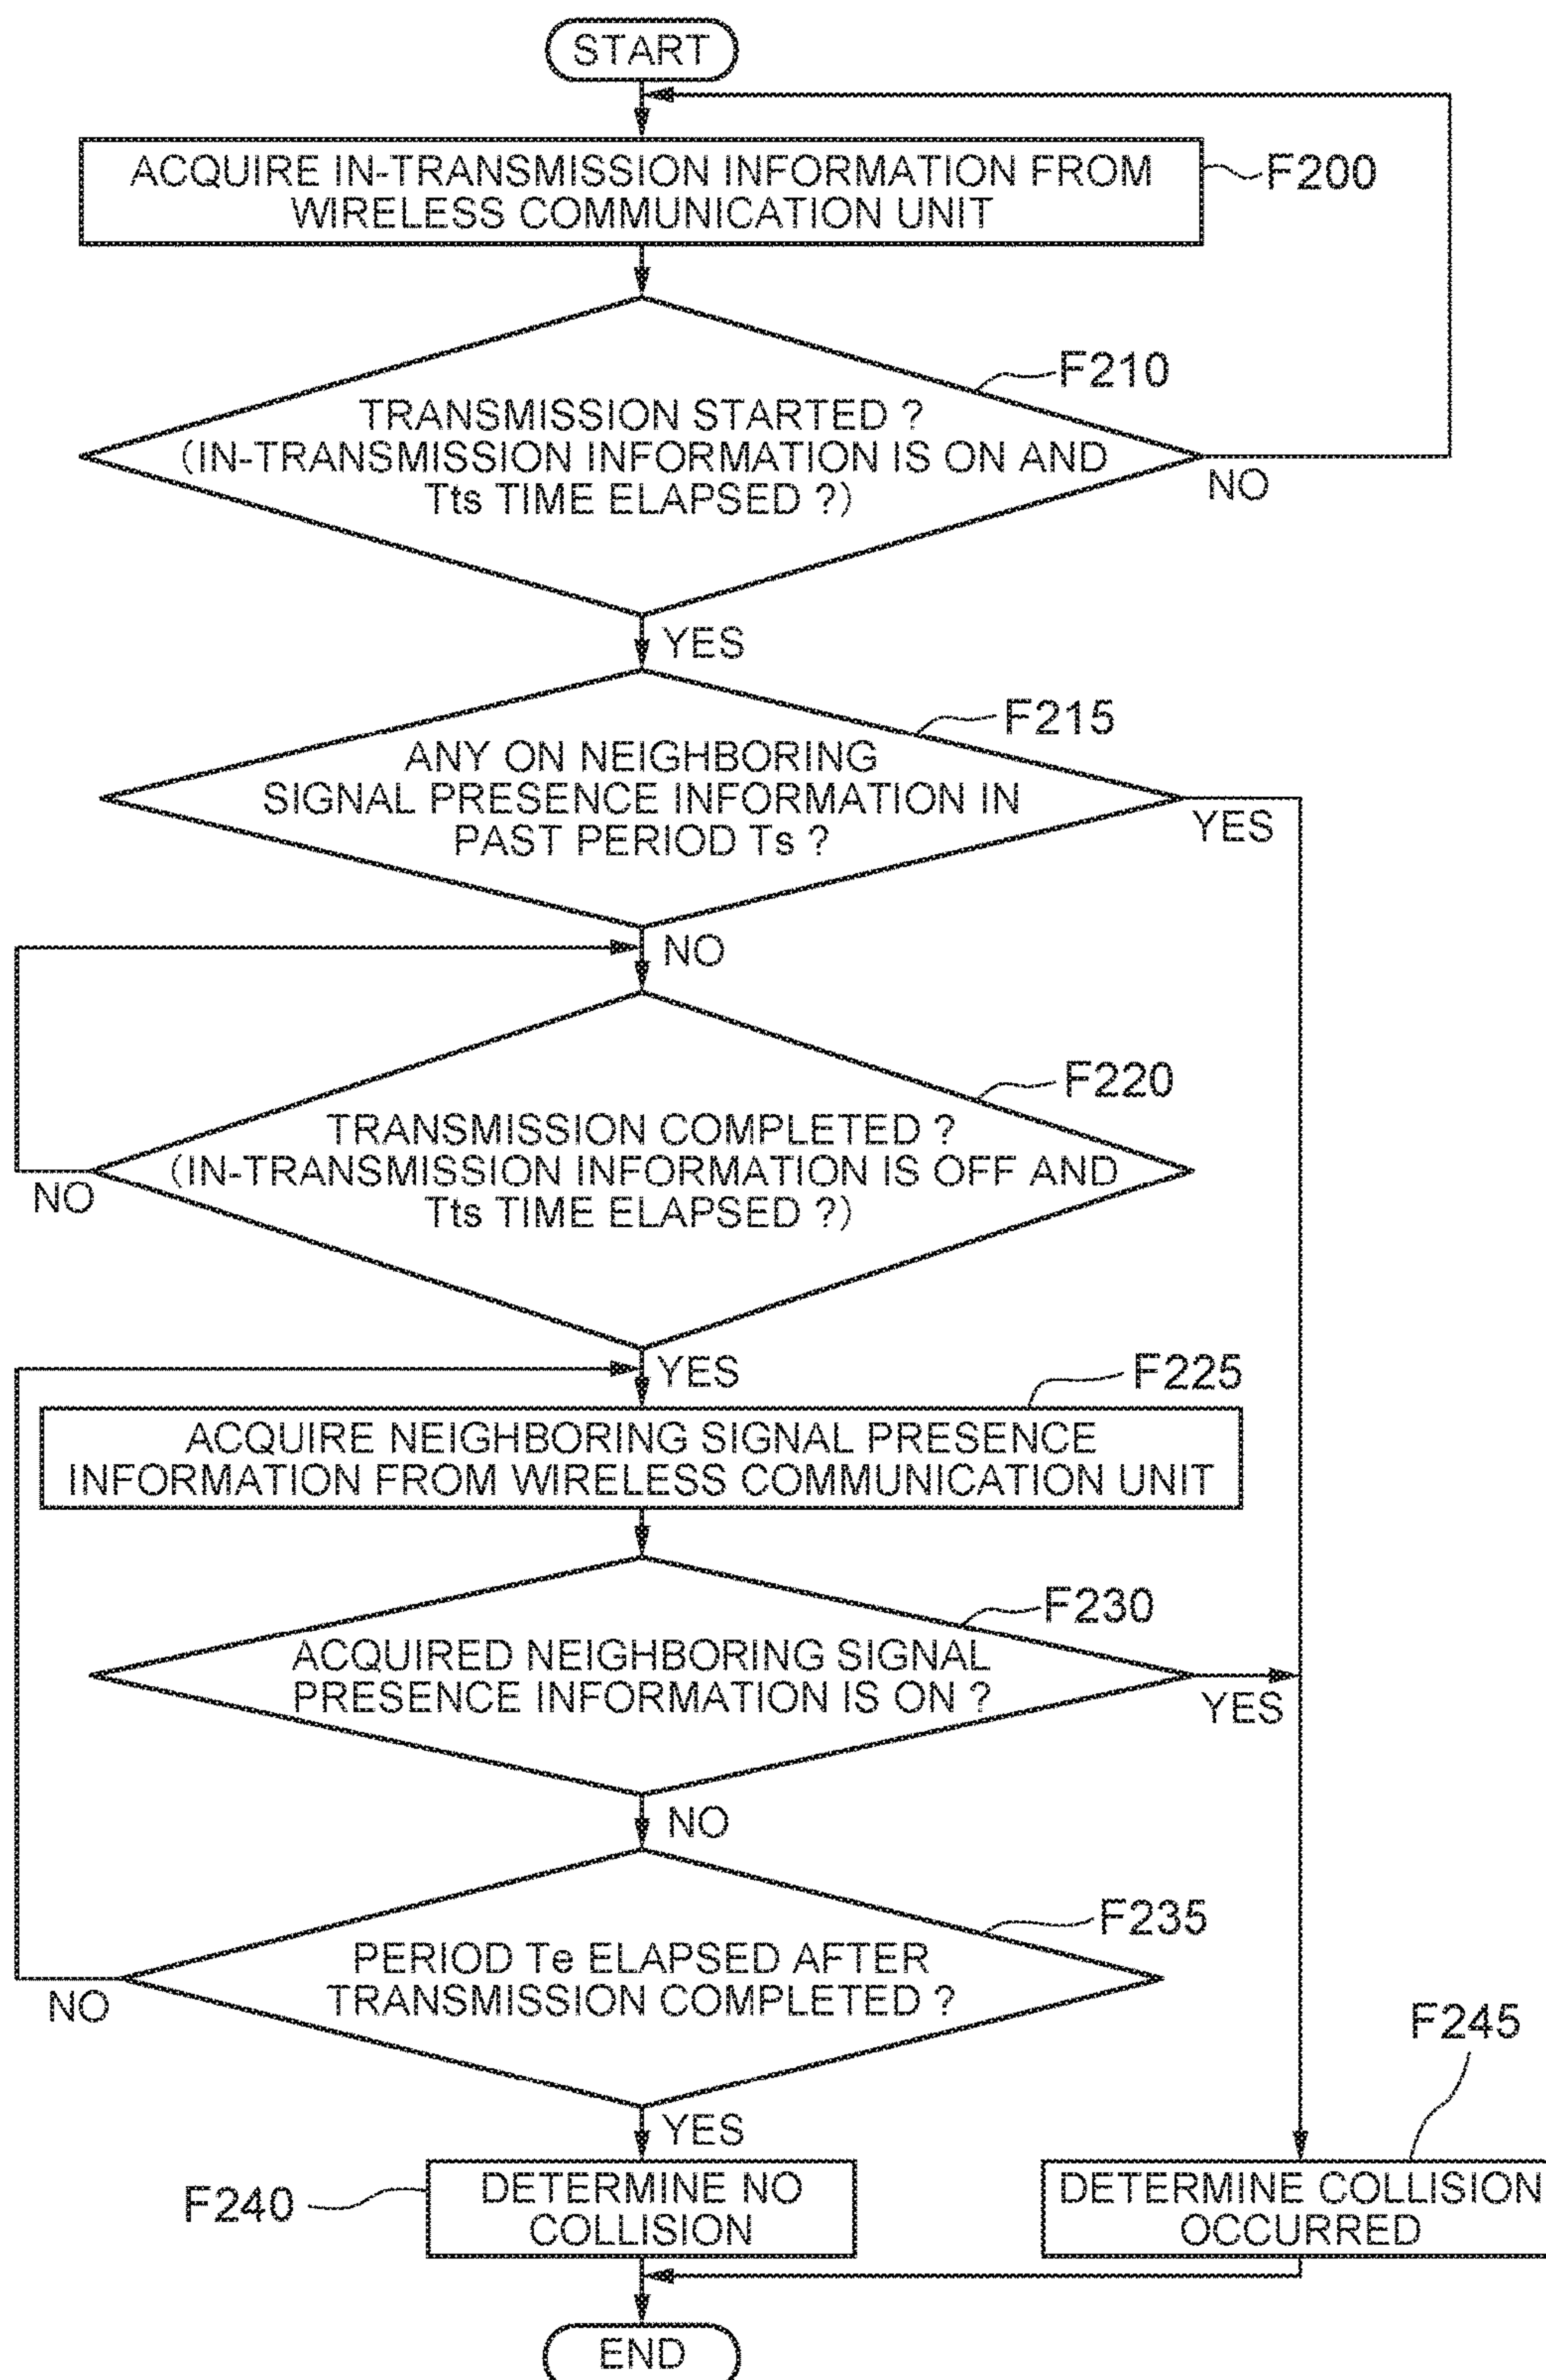 START
ACQUIRE IN-TRANSMISSION INFORMATION FROM
WIRELESS COMMUNICATION UNIT
F200
F210
TRANSMISSION STARTED ?
(IN-TRANSMISSION INFORMATION IS ON AND
Tts TIME ELAPSED ?)
NO
YES
F215
ANY ON NEIGHBORING
SIGNAL PRESENCE INFORMATION IN
PAST PERIOD Ts ?
YES
NO
F220
TRANSMISSION COMPLETED ?
(IN-TRANSMISSION INFORMATION IS OFF AND
Tts TIME ELAPSED ?)
NO
YES
F225
ACQUIRE NEIGHBORING SIGNAL PRESENCE
INFORMATION FROM WIRELESS COMMUNICATION UNIT
F230
ACQUIRED NEIGHBORING SIGNAL
PRESENCE INFORMATION IS ON ?
YES
NO
F235
PERIOD Te ELAPSED AFTER
TRANSMISSION COMPLETED ?
NO
YES
F240
DETERMINE NO
COLLISION
F245
DETERMINE COLLISION
OCCURRED
END